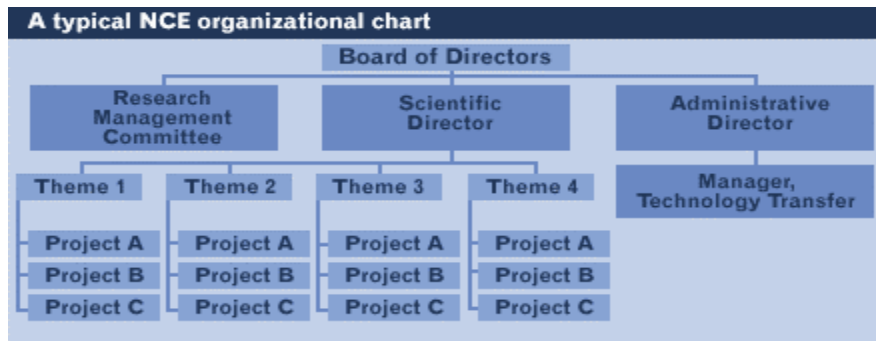 A typical NCE organizational chart
Board of Directors
Research
Management
Committee
Scientific
Director
Administrative
Director
Theme 1
Theme 2
Theme 3
Theme 4
Manager,
Technology Transfer
Project A
Project A
Project A
Project A
Project B
Project B
Project B
Project B
Project C
Project C
Project C
Project C